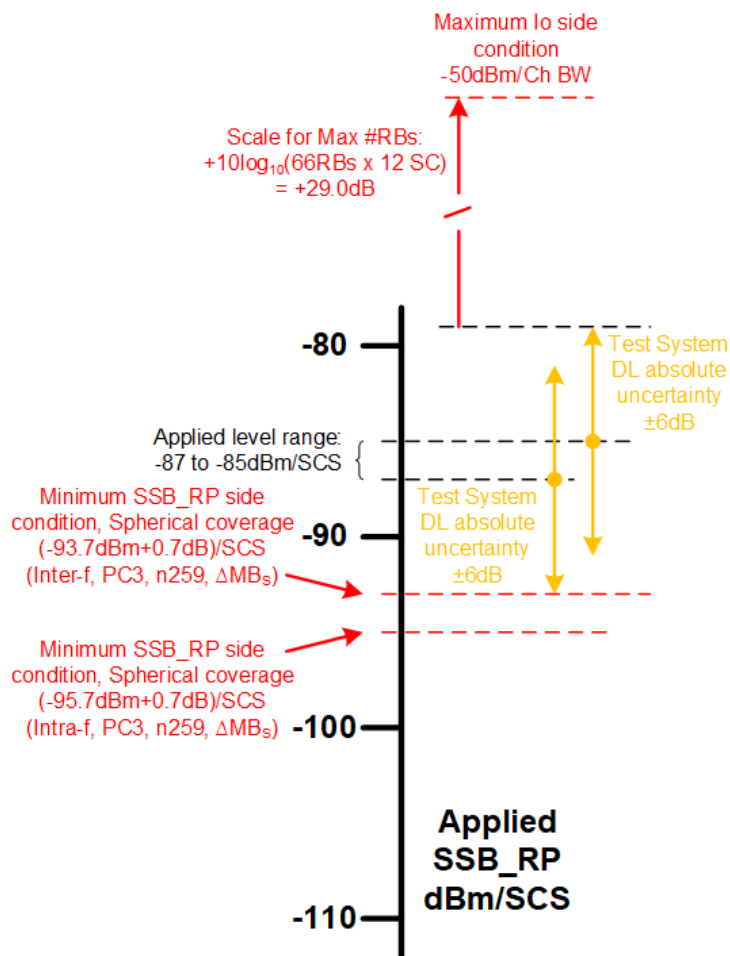 Maximum Io side
condition
-50dBm/Ch BW
Scale for Max #RBs:
+10log₁₀(66RBs x 12 SC)
= +29.0dB
-80
Test System
DL absolute
uncertainty
±6dB
Applied level range:
-87 to -85dBm/SCS
Minimum SSB_RP side
condition, Spherical coverage
(-93.7dBm+0.7dB)/SCS
(Inter-f, PC3, n259, ΔMBₛ)
-90
Test System
DL absolute
uncertainty
±6dB
Minimum SSB_RP side
condition, Spherical coverage
(-95.7dBm+0.7dB)/SCS
(Intra-f, PC3, n259, ΔMBₛ)
-100
Applied
SSB_RP
dBm/SCS
-110